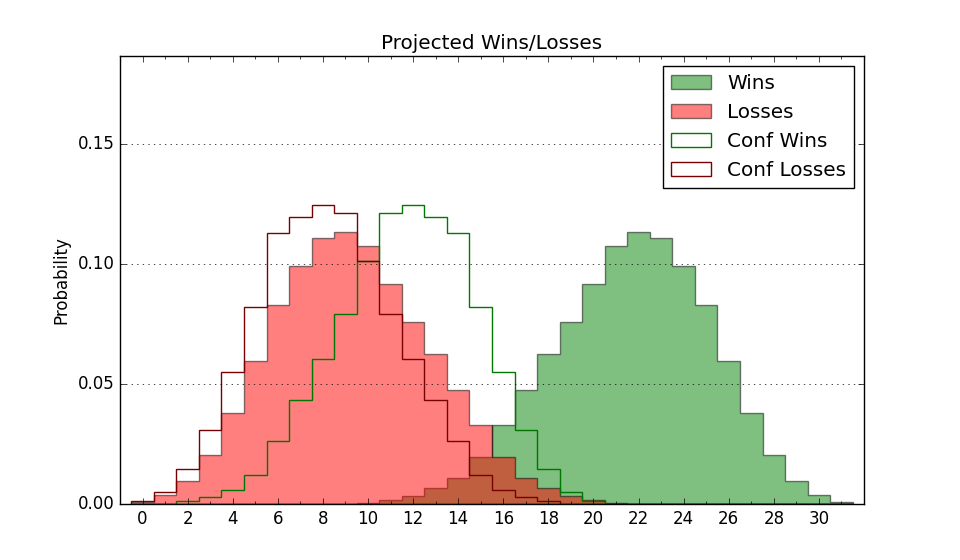 Projected Wins/Losses
Wins
Losses
Conf Wins
Conf Losses
Probability
0.15
0.10
0.05
0.00
0 2 4 6 8 10 12 14 16 18 20 22 24 26 28 30